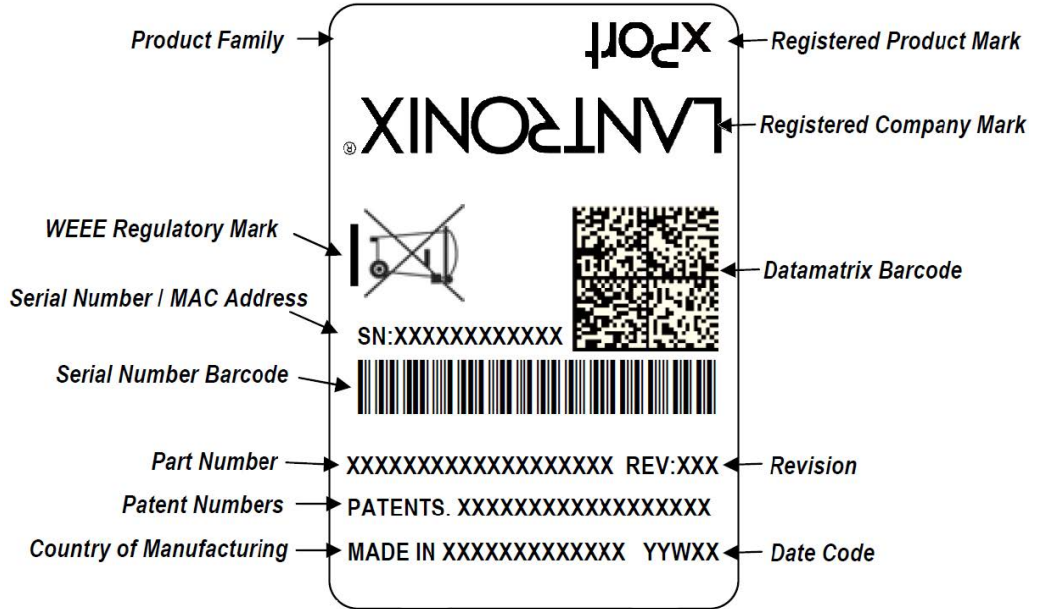 Product Family
xPort
Registered Product Mark
LANTRONIX®
Registered Company Mark
WEEE Regulatory Mark
Datamatrix Barcode
Serial Number / MAC Address
SN:XXXXXXXXXXXX
Serial Number Barcode
Part Number
XXXXXXXXXXXXXXXXXXX REV:XXX
Revision
Patent Numbers
PATENTS. XXXXXXXXXXXXXXXXXX
Country of Manufacturing
MADE IN XXXXXXXXXXXXX YYWXX
Date Code